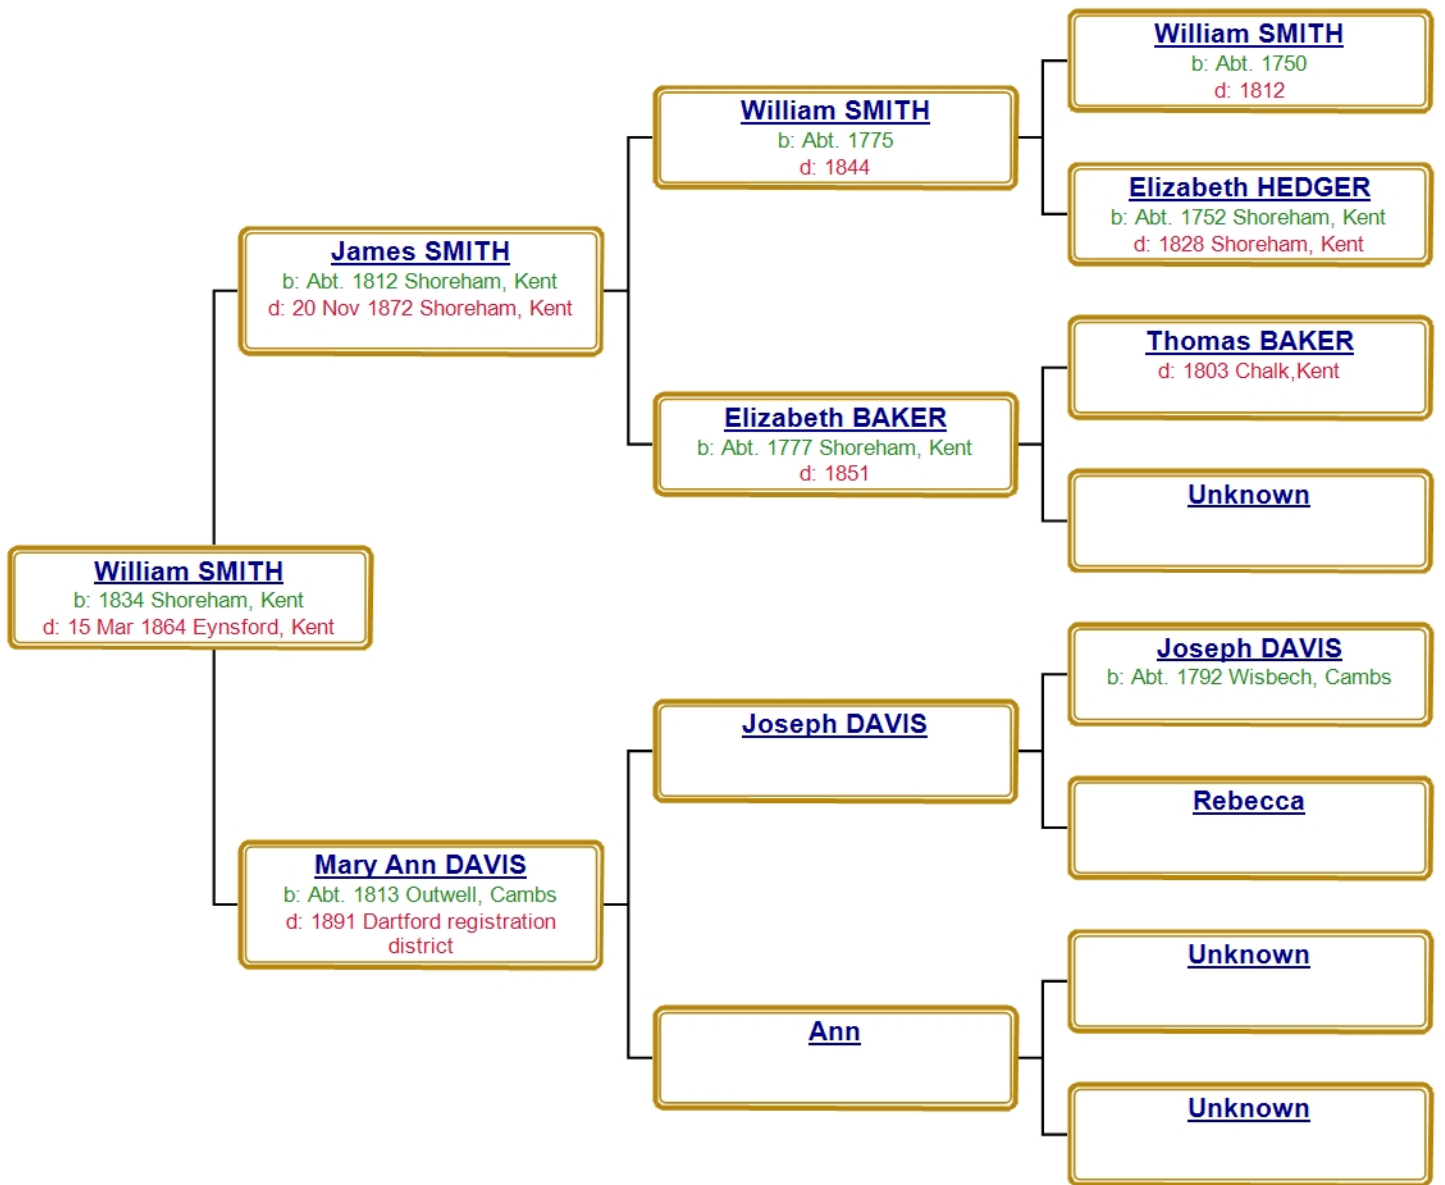 William SMITH
b: Abt. 1750
d: 1812
William SMITH
b: Abt. 1775
d: 1844
Elizabeth HEDGER
b: Abt. 1752 Shoreham, Kent
d: 1828 Shoreham, Kent
James SMITH
b: Abt. 1812 Shoreham, Kent
d: 20 Nov 1872 Shoreham, Kent
Thomas BAKER
d: 1803 Chalk,Kent
Elizabeth BAKER
b: Abt. 1777 Shoreham, Kent
d: 1851
Unknown
William SMITH
b: 1834 Shoreham, Kent
d: 15 Mar 1864 Eynsford, Kent
Joseph DAVIS
b: Abt. 1792 Wisbech, Cambs
Joseph DAVIS
Rebecca
Mary Ann DAVIS
b: Abt. 1813 Outwell, Cambs
d: 1891 Dartford registration
district
Unknown
Ann
Unknown